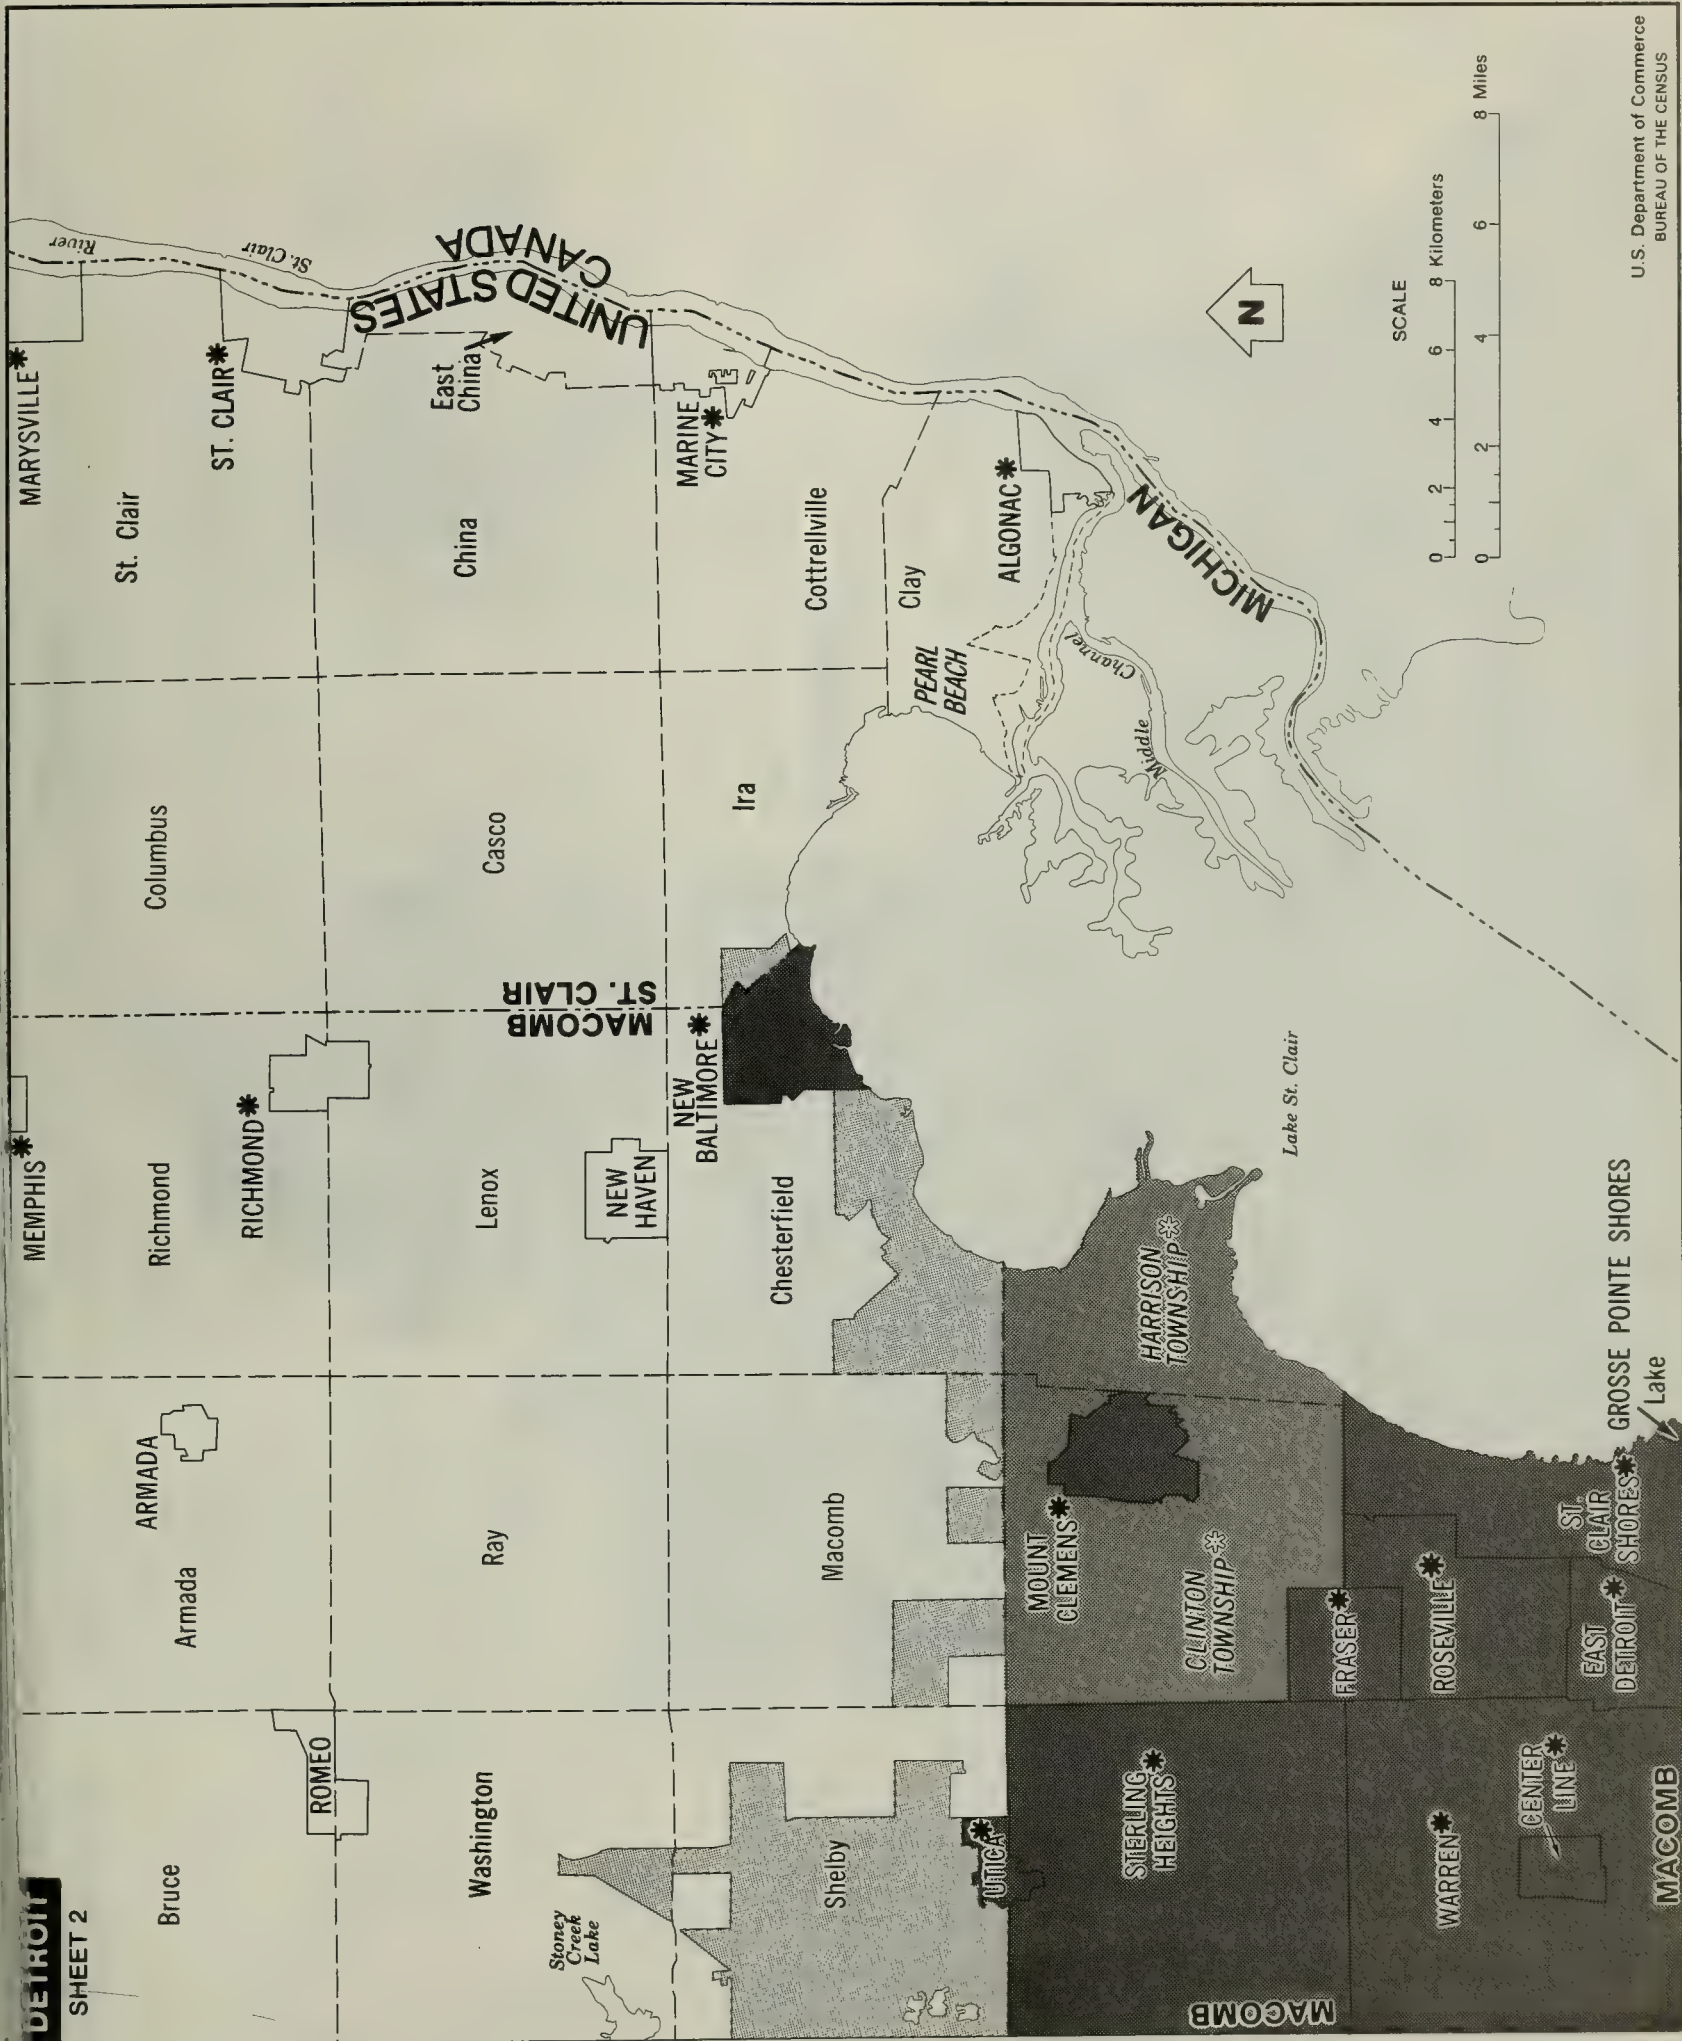 DETROIT
SHEET 2
MEMPHIS
MARYSVILLE
Bruce
Armada
ARMADA
Richmond
RICHMOND
Columbus
St. Clair
ST. CLAIR
St. Clair
River
ROMEO
Washington
Ray
Lenox
Casco
China
East
China
UNITED STATES
CANADA
MACOMB
ST. CLAIR
Stoney
Creek
Lake
NEW
HAVEN
NEW
BALTIMORE
MARINE
CITY
Shelby
Macomb
Chesterfield
Ira
Cottrellville
Clay
PEARL
BEACH
ALGONAC
UTICA
MOUNT
CLEMENS
HARRISON
TOWNSHIP
Middle
Channel
MICHIGAN
STERLING
HEIGHTS
CLINTON
TOWNSHIP
Lake St. Clair
N
MACOMB
FRASER
WARREN
ROSEVILLE
CENTER
LINE
EAST
DETROIT
ST.
CLAIR
SHORES
GROSSE POINTE SHORES
Lake
MACOMB
SCALE
0 2 4 6 8 Kilometers
0 2 4 6 8 Miles
U.S. Department of Commerce
BUREAU OF THE CENSUS